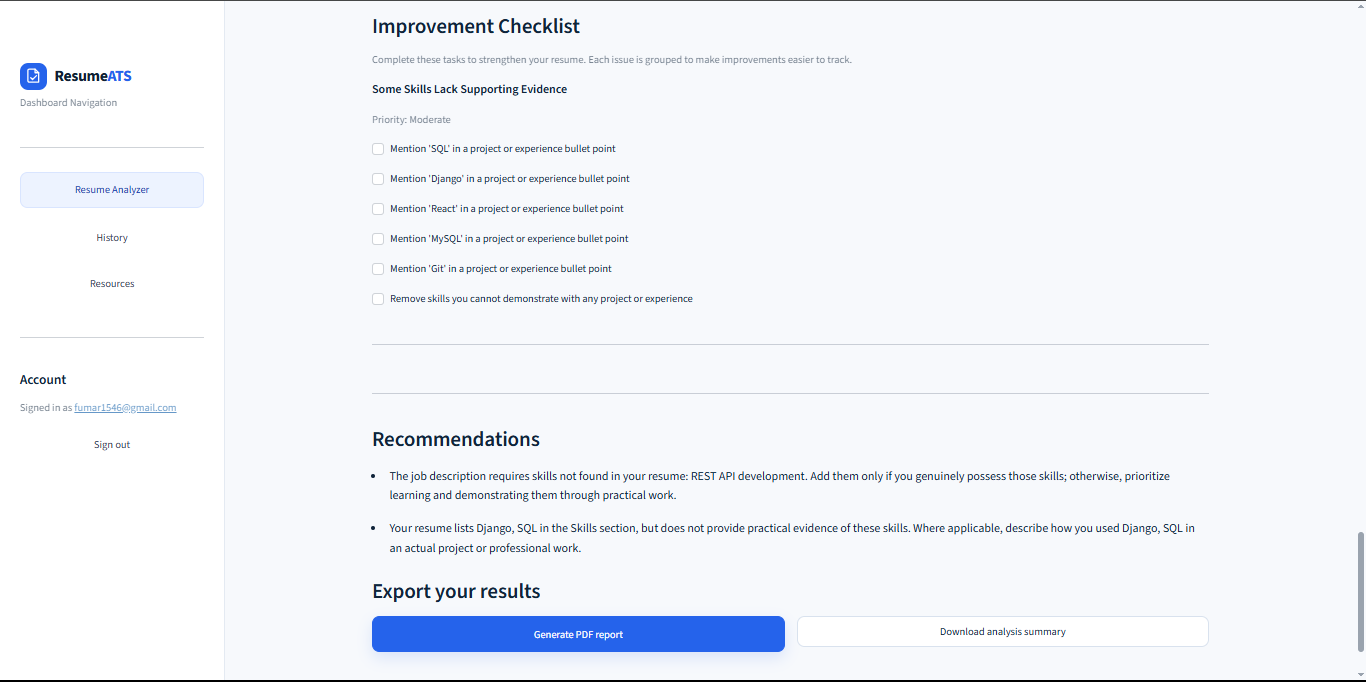 ResumeATS
Dashboard Navigation
Resume Analyzer
History
Resources
Account
Signed in as fumar1546@gmail.com
Sign out
Improvement Checklist
Complete these tasks to strengthen your resume. Each issue is grouped to make improvements easier to track.
Some Skills Lack Supporting Evidence
Priority: Moderate
Mention 'SQL' in a project or experience bullet point
Mention 'Django' in a project or experience bullet point
Mention 'React' in a project or experience bullet point
Mention 'MySQL' in a project or experience bullet point
Mention 'Git' in a project or experience bullet point
Remove skills you cannot demonstrate with any project or experience
Recommendations
• The job description requires skills not found in your resume: REST API development. Add them only if you genuinely possess those skills; otherwise, prioritize
learning and demonstrating them through practical work.
• Your resume lists Django, SQL in the Skills section, but does not provide practical evidence of these skills. Where applicable, describe how you used Django, SQL in
an actual project or professional work.
Export your results
Generate PDF report
Download analysis summary